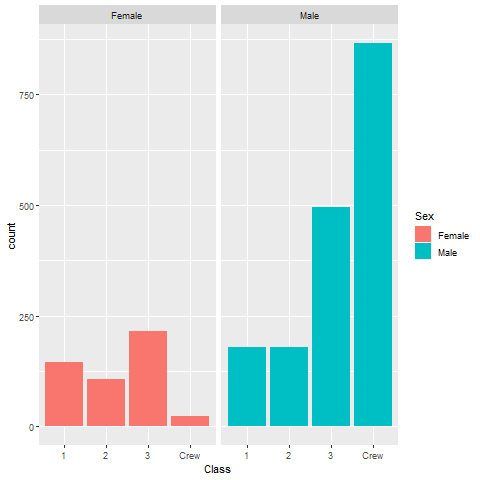 Female
Male
750
500
250
0
count
1 2 3 Crew
1 2 3 Crew
Class
Sex
Female
Male